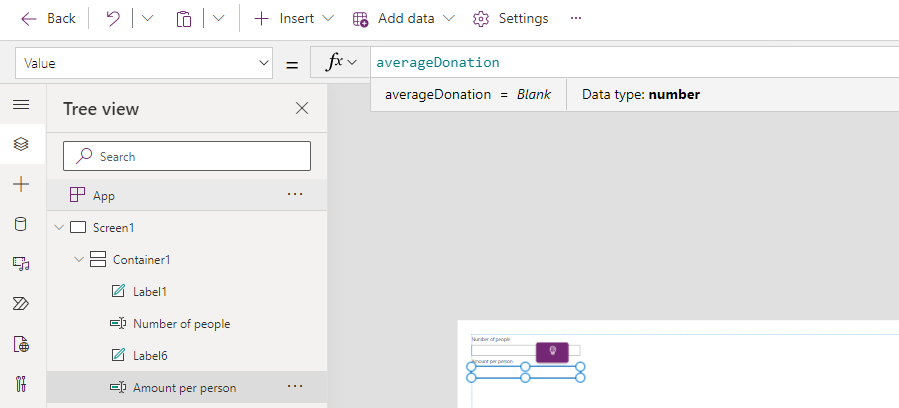 Back Insert Add data Settings ...
Value = fx averageDonation
averageDonation = Blank Data type: number
Tree view
Search
App ...
Screen1
Container1
Label1
Number of people
Label6
Amount per person ...
Number of people
Amount per person